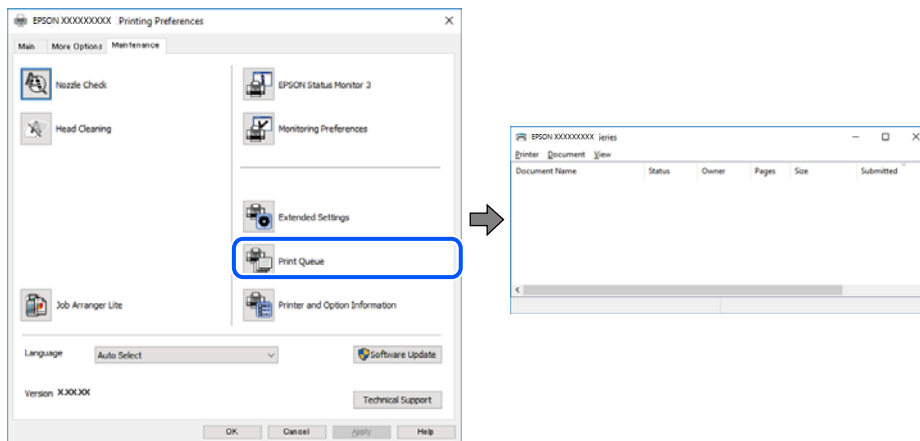 EPSON XXXXXXXXX Printing Preferences
Main More Options Maintenance
Nozzle Check
EPSON Status Monitor 3
Head Cleaning
Monitoring Preferences
Extended Settings
Print Queue
Job Arranger Lite
Printer and Option Information
Language Auto Select
Software Update
Version X.XX.XX
Technical Support
OK Cancel Apply Help
EPSON XXXXXXXXX series
Printer Document View
Document Name Status Owner Pages Size Submitted